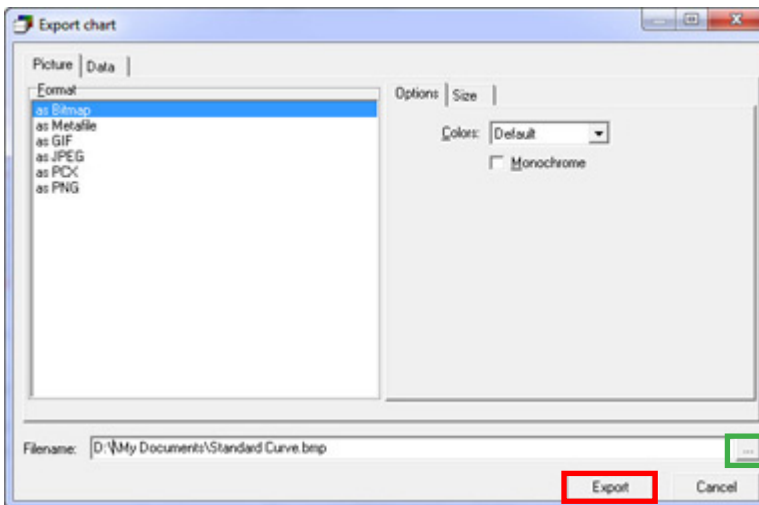 Export chart
Picture Data
Format
as Bitmap
as Metafile
as GIF
as JPEG
as PCX
as PNG
Options Size
Colors: Default
Monochrome
Filename: D:\My Documents\Standard Curve.bmp
...
Export Cancel